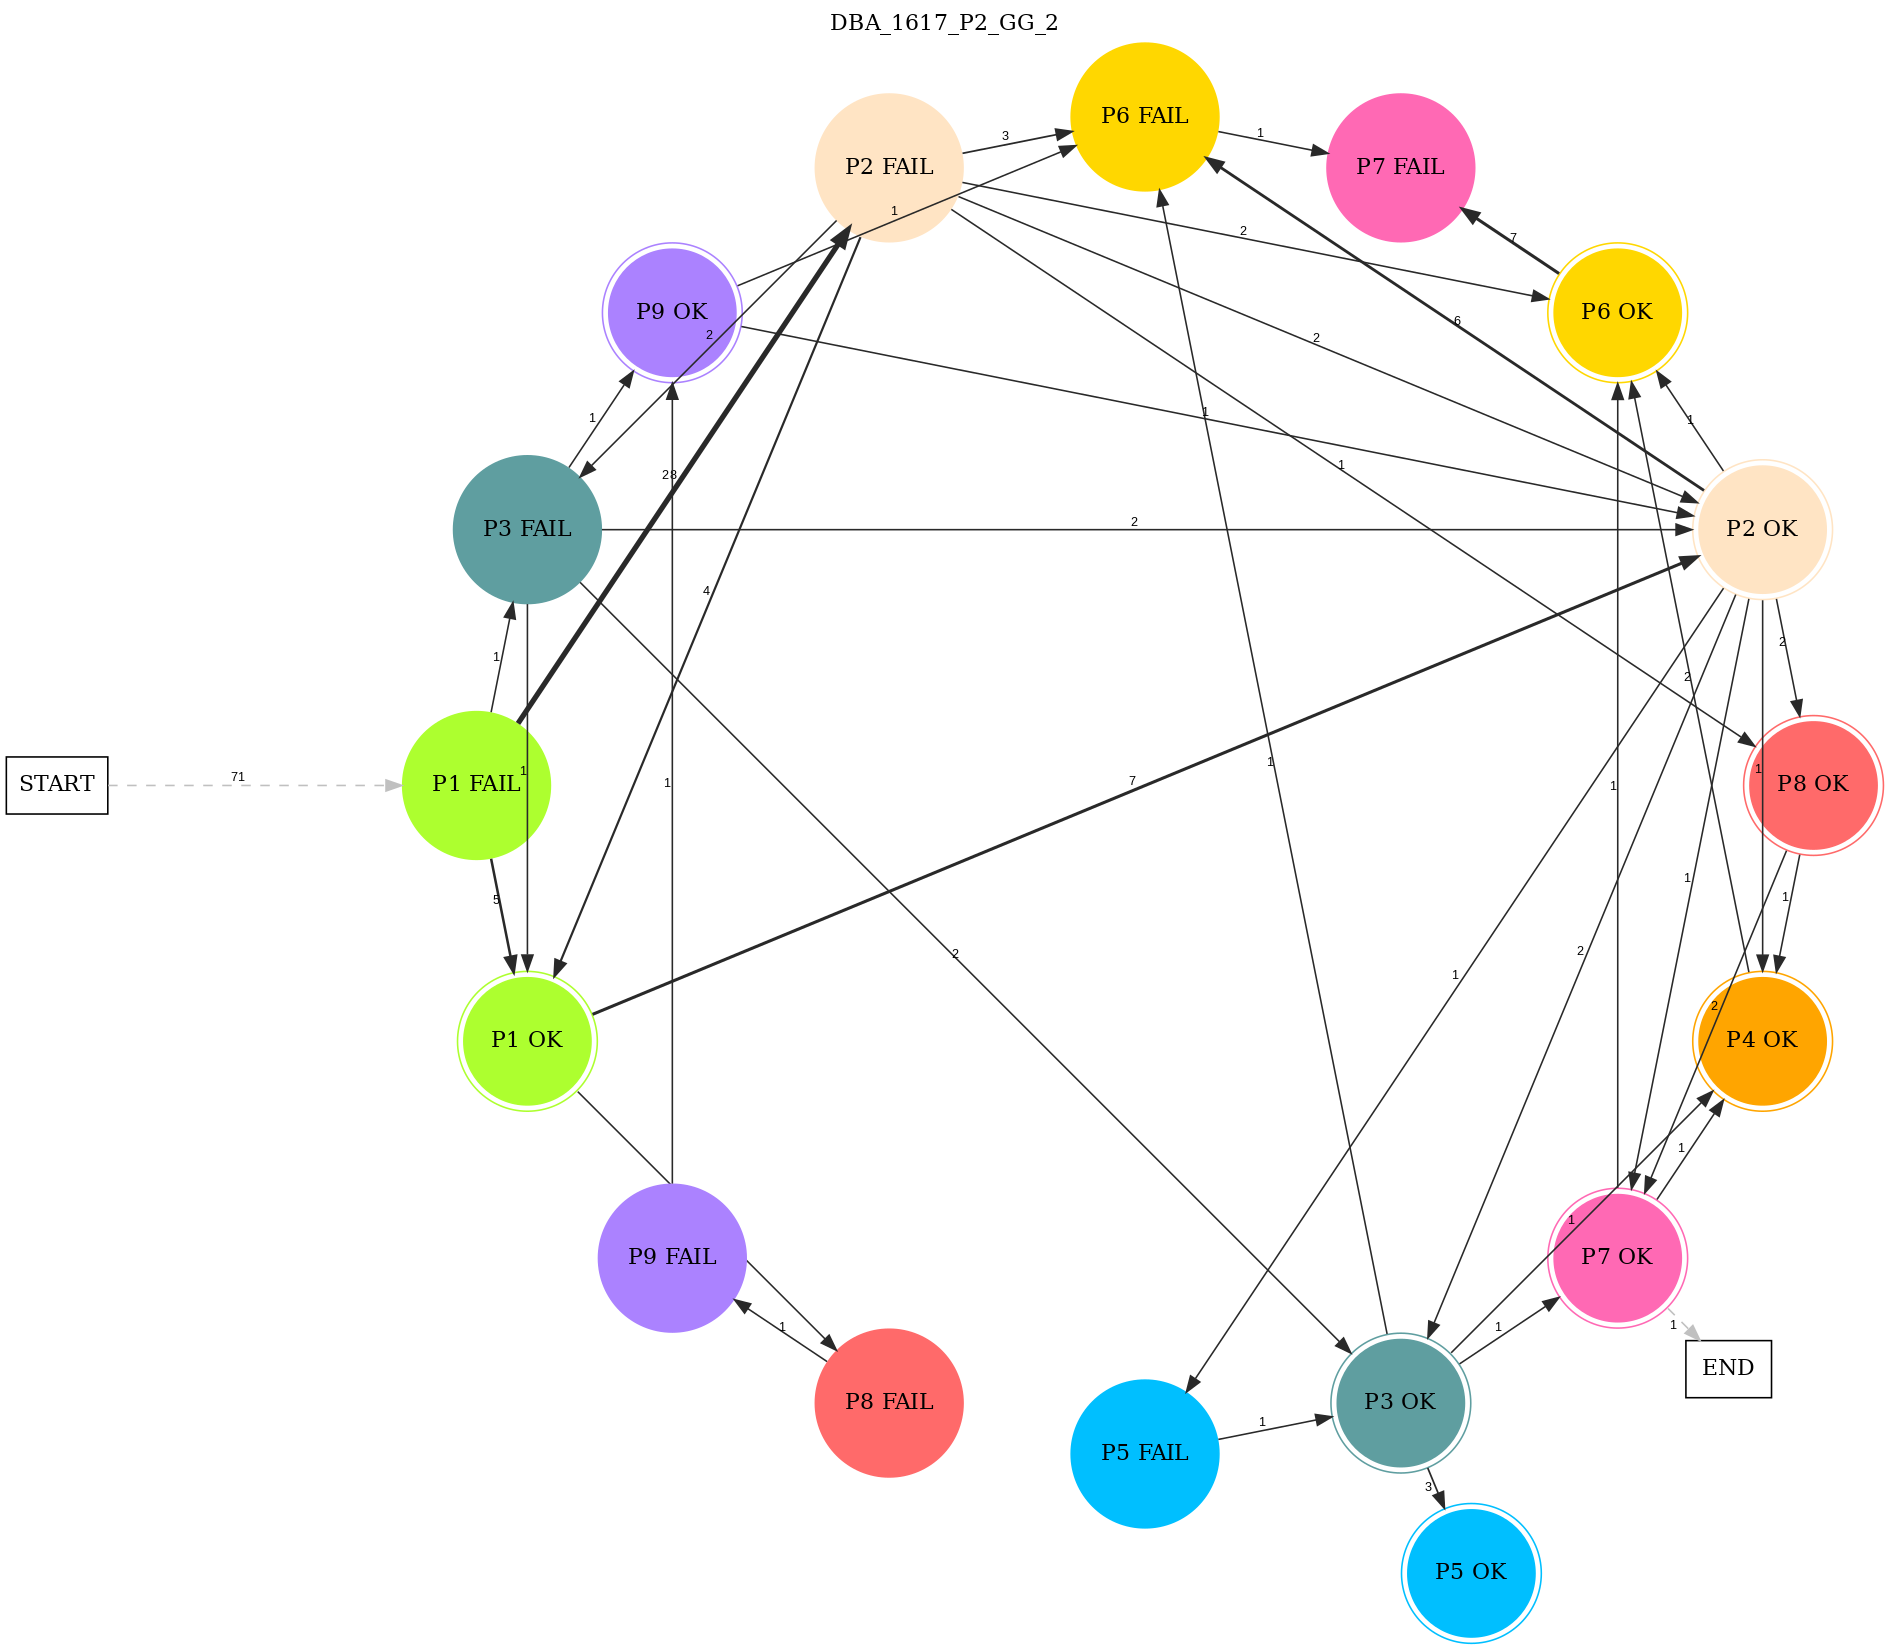 DBA_1617_P2_GG_2
P6 FAIL
P2 FAIL
P7 FAIL
3
1
1
2
7
P9 OK
P6 OK
2
2
6
1
1
1
1
28
P3 FAIL
2
P2 OK
4
1
2
2
1
1
1
START
71
P1 FAIL
1
7
1
1
1
P8 OK
5
1
1
2
2
1
2
P1 OK
P4 OK
1
1
P9 FAIL
P7 OK
1
1
1
3
END
P8 FAIL
P3 OK
1
P5 FAIL
P5 OK